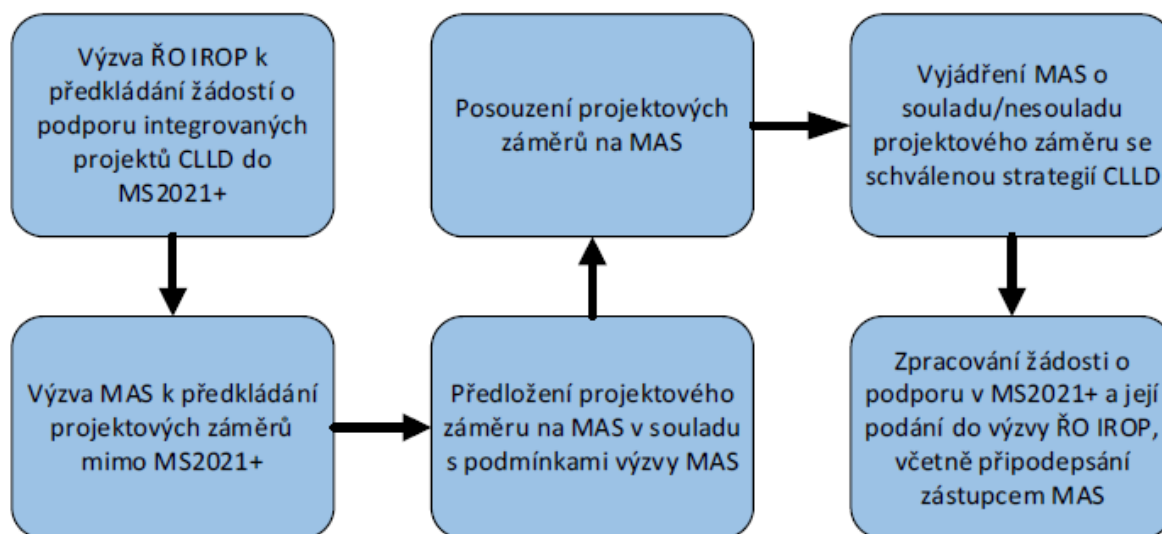 Výzva ŘO IROP k
předkládání žádostí o
podporu integrovaných
projektů CLLD do
MS2021+
Výzva MAS k předkládání
projektových záměrů
mimo MS2021+
Předložení projektového
záměru na MAS v souladu
s podmínkami výzvy MAS
Posouzení projektových
záměrů na MAS
Vyjádření MAS o
souladu/nesouladu
projektového záměru se
schválenou strategií CLLD
Zpracování žádosti o
podporu v MS2021+ a její
podání do výzvy ŘO IROP,
včetně připodepsání
zástupcem MAS